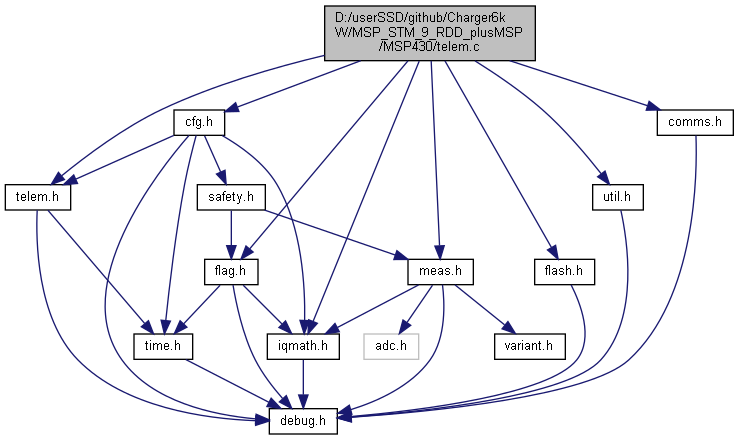 D:/userSSD/github/Charger6k
W/MSP_STM_9_RDD_plusMSP
/MSP430/telem.c
cfg.h
comms.h
telem.h
safety.h
util.h
flag.h
meas.h
flash.h
time.h
iqmath.h
adc.h
variant.h
debug.h